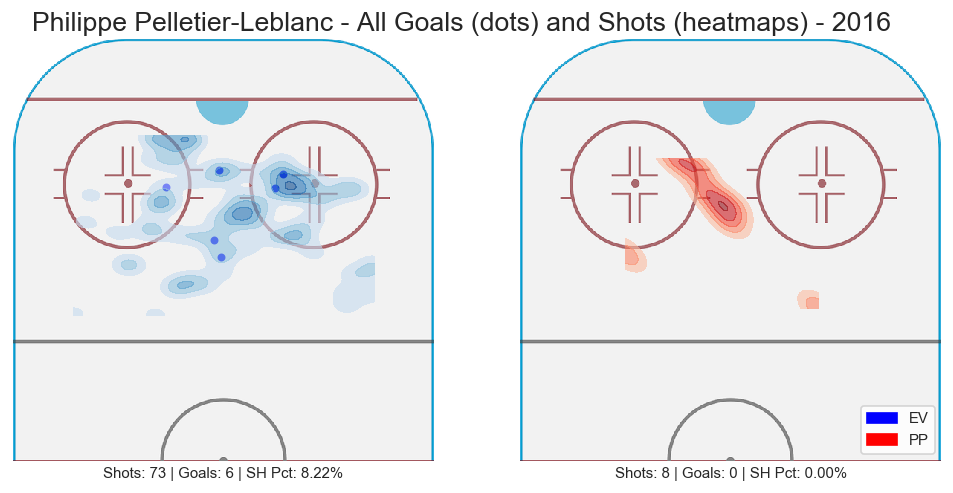 Philippe Pelletier-Leblanc - All Goals (dots) and Shots (heatmaps) - 2016
EV
PP
Shots: 73 | Goals: 6 | SH Pct: 8.22%
Shots: 8 | Goals: 0 | SH Pct: 0.00%